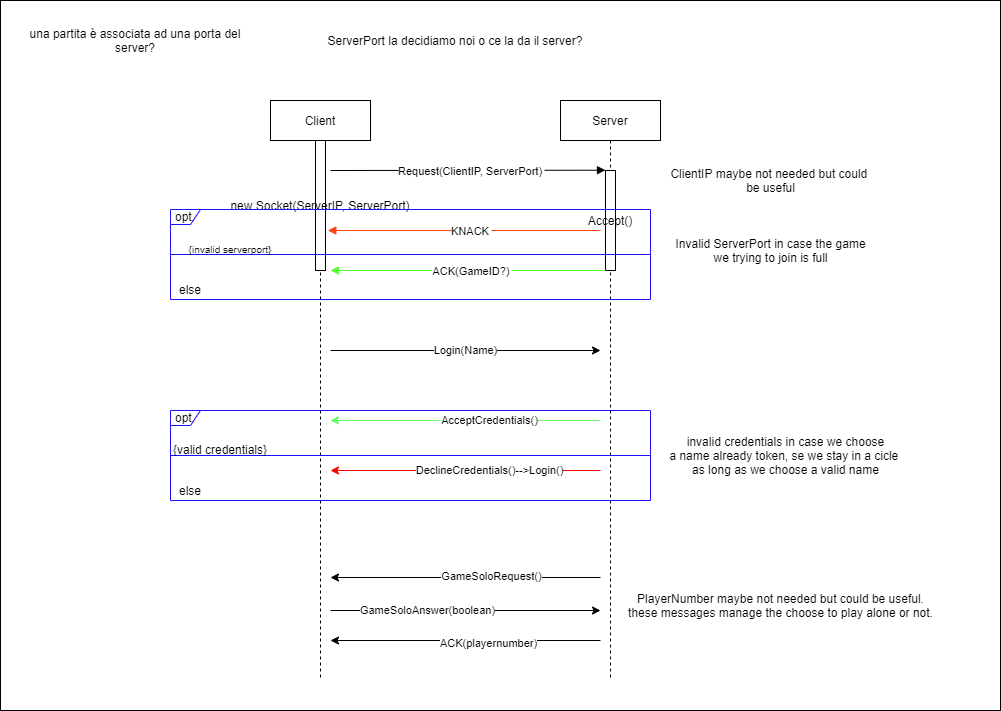 una partita è associata ad una porta del
server?
ServerPort la decidiamo noi o ce la da il server?
Client
Server
Request(ClientIP, ServerPort)
ClientIP maybe not needed but could
be useful
new Socket(ServerIP, ServerPort)
opt
Accept()
KNACK
{invalid serverport}
Invalid ServerPort in case the game
we trying to join is full
ACK(GameID?)
else
Login(Name)
opt
AcceptCredentials()
{valid credentials}
invalid credentials in case we choose
a name already token, se we stay in a cicle
as long as we choose a valid name
DeclineCredentials()-->Login()
else
GameSoloRequest()
GameSoloAnswer(boolean)
PlayerNumber maybe not needed but could be useful.
these messages manage the choose to play alone or not.
ACK(playernumber)